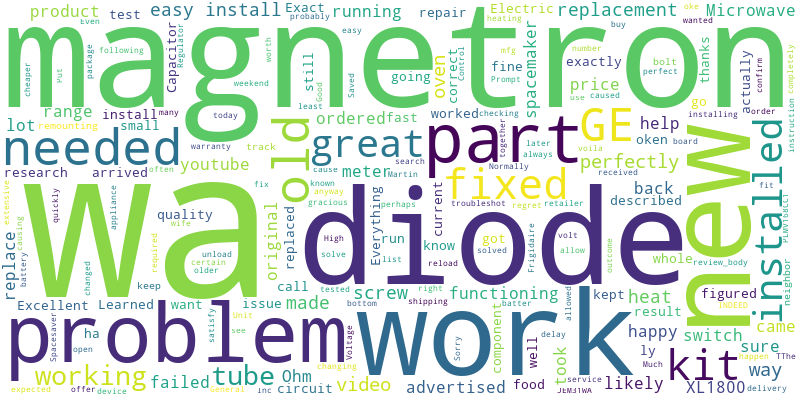 magnetron
product
test
easy install
Exact
probably
running
repair
Electric
heating
replacement
Microwave
Even
cheaper
Put
following
package
Capacitor
Regulator
easy
worth
going
still
weekend
Saved
Good
least
oven
correct
Control
spacemaker
fine
mfg
Prompt
exactly
buy
number
use
price
bolt
perfect
caused
oke
wanted
thanks
actually
confirm
order
completely
instruction
range
install
many
today
ordered
fast
worked
go
installing
lot
remounting
small
needed
warranty
old
great
part
GE
help
later
always
together
oken
board
checking
track
search
Normally
voila
new
installed
research
arrived
often
youtube
cause
known
Martin
meter
perfectly
received
fit
PLWV166CLT
neighbor
wa
diode
fixed
back
described
fix
anyway
gracious
perhaps
troubleshot
regret
retailer
current
extensive
quickly
replace
battery
causing
appliance
quality
wife
original
replaced
Everything
run
know
got
solved
volt
allow
whole
outcome
review_body
INDEED
required
unload
certain
older
changed
High
solve
list
reload
Frigidaire
Excellent
Learned
keep
want
issue
made
tested
right
screw
functioning
figured
heat
result
came
problem
work
kit
call
bottom
shipping
batter
component
well
delay
Sorry
took
allowed
kept
happy
switch
sure
ha
open
Spacesaver
satisfy
Unit
see
Voltage
changing
ly
likely
way
happen
TThe
Much
working
failed
tube
Ohm
video
advertised
food
service
JEM31WA
XL1800
delivery
expected
offer
device
General
Inc
circuit